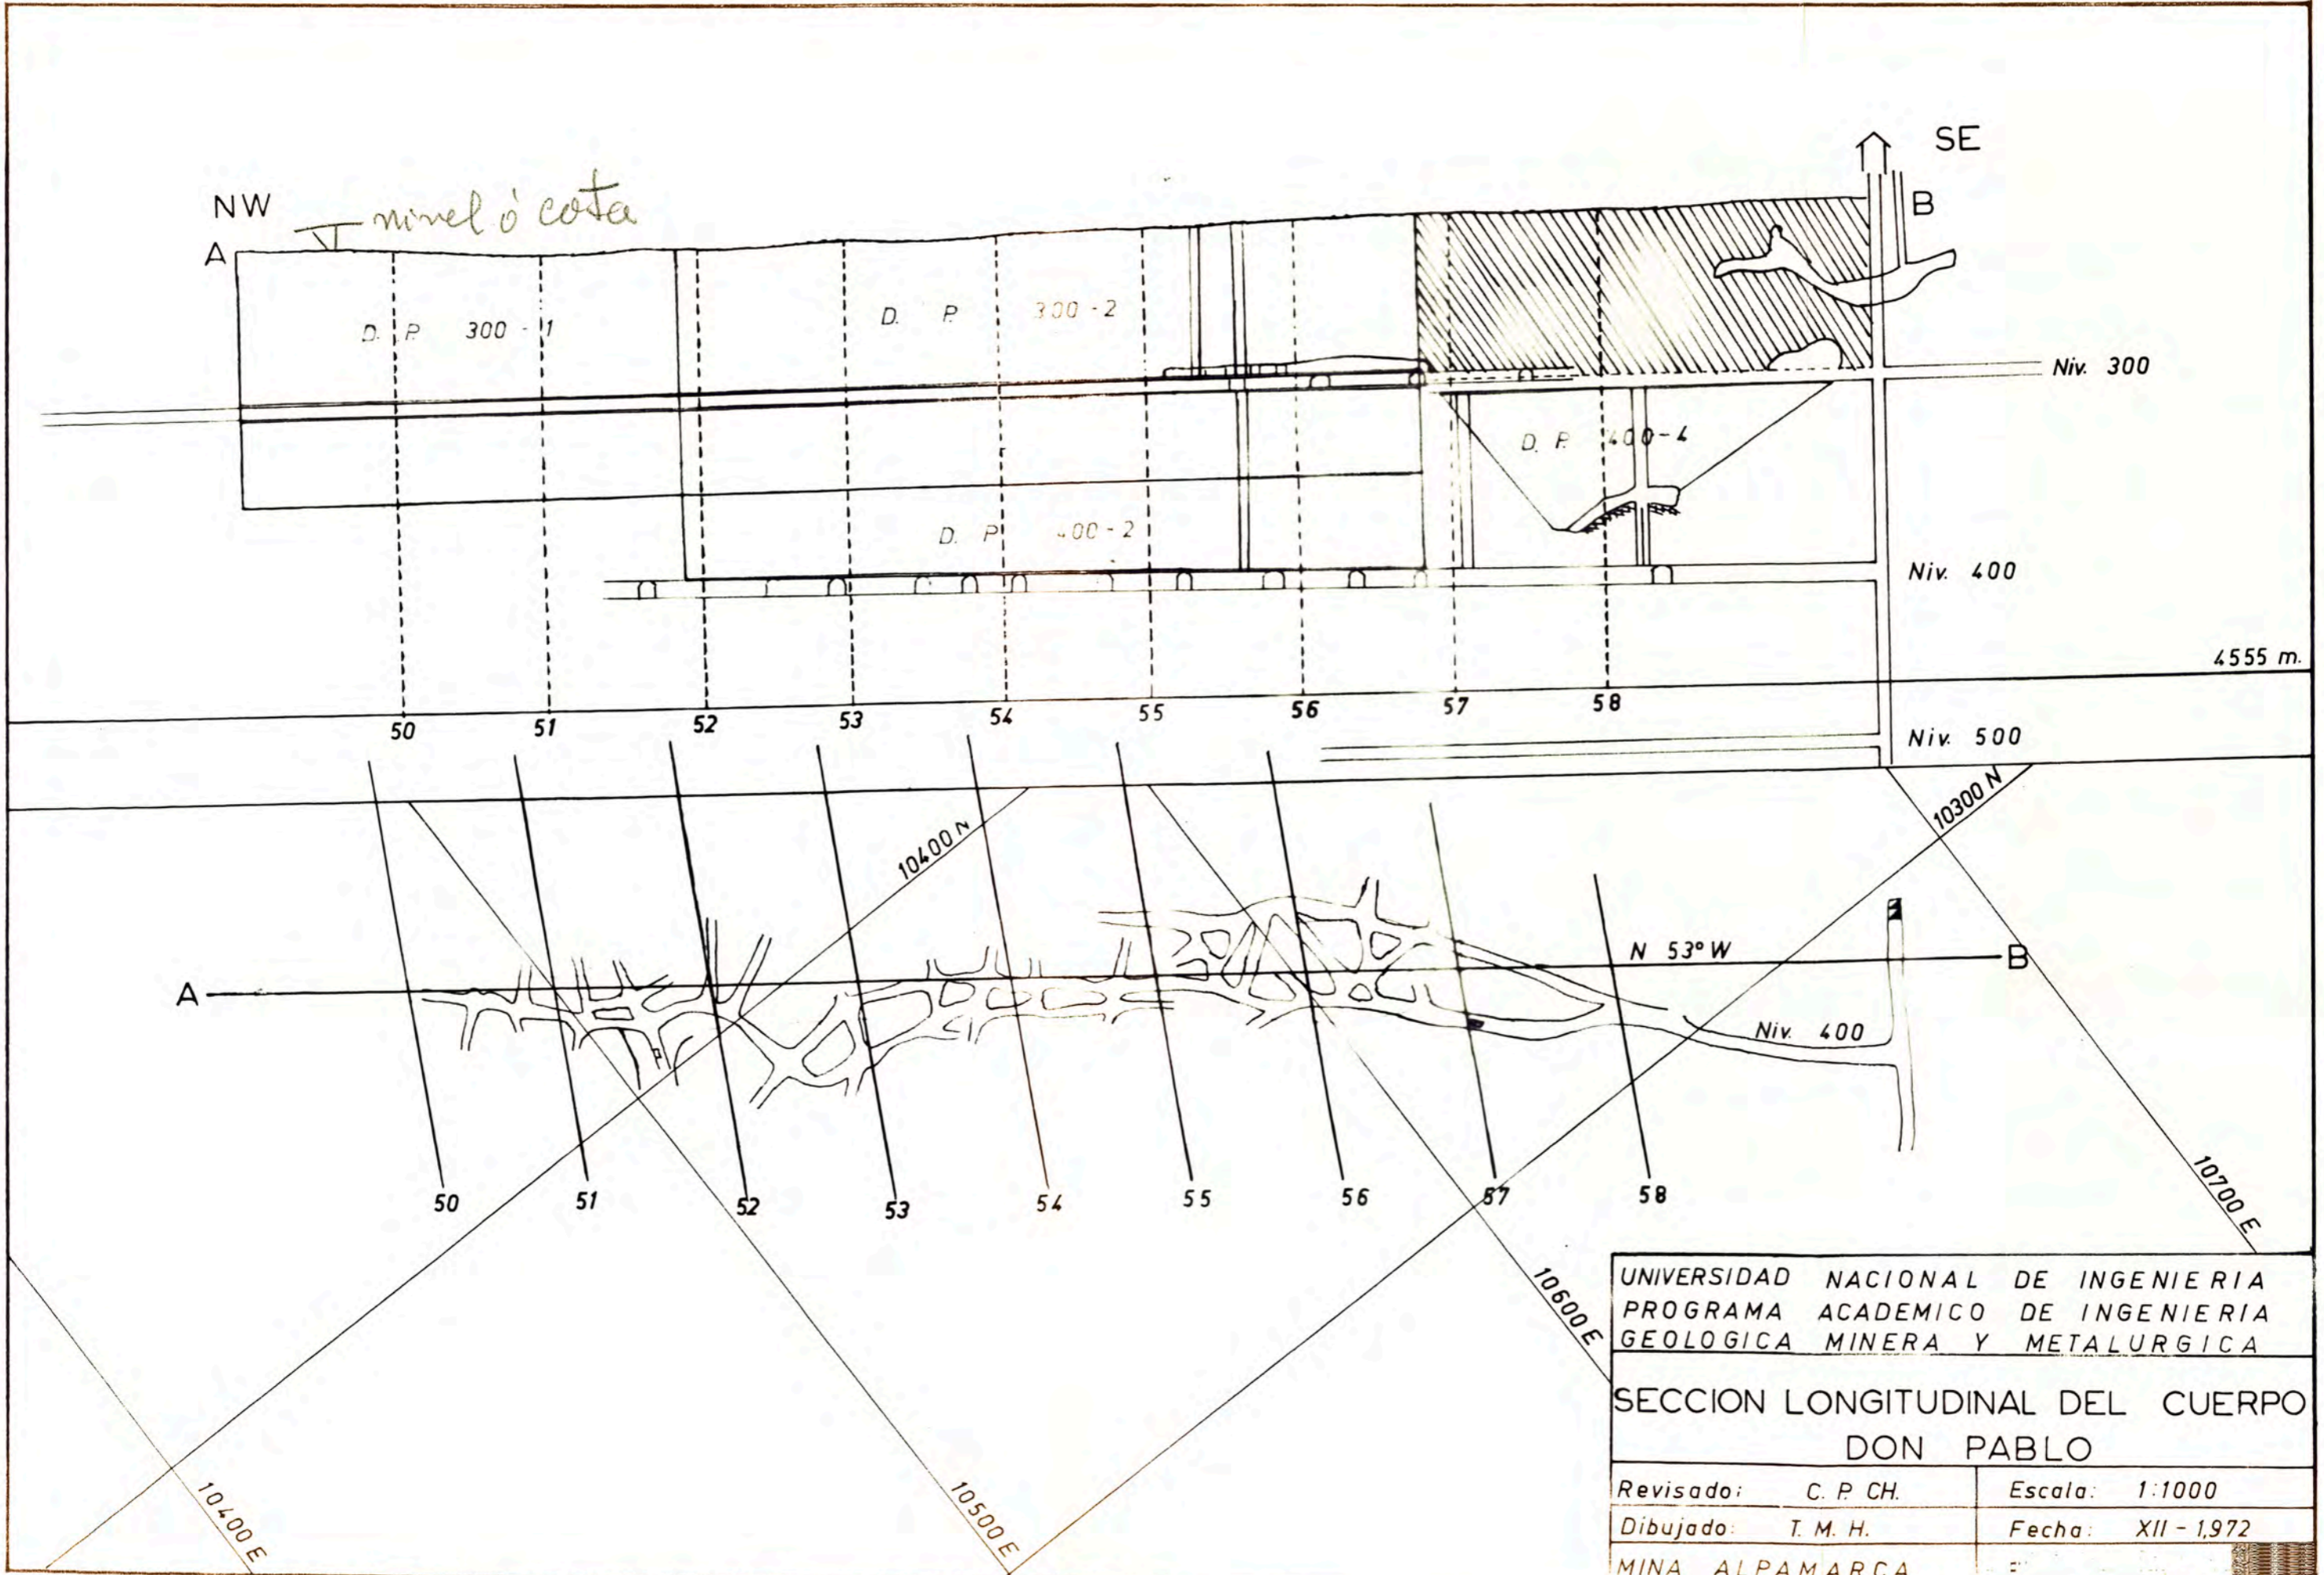 SE
NW
nivel ó cota
A
B
D. P. 300 - 1
D. P. 300 - 2
Niv. 300
D. P. 400-4
D. P. 400-2
Niv. 400
4555 m.
50 51 52 53 54 55 56 57 58
Niv. 500
10300 N
10400 N
N 53° W
A
B
Niv. 400
50 51 52 53 54 55 56 57 58
10700 E
10600 E
10500 E
10400 E
UNIVERSIDAD NACIONAL DE INGENIERIA
PROGRAMA ACADEMICO DE INGENIERIA
GEOLOGICA MINERA Y METALURGICA
SECCION LONGITUDINAL DEL CUERPO
DON PABLO
Revisado: C. P. CH. Escala: 1:1000
Dibujado: T. M. H. Fecha: XII - 1,972
MINA ALPAMARCA